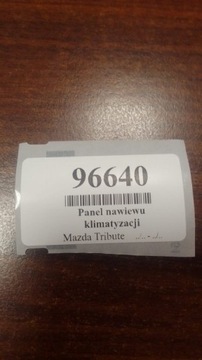 96640
Panel nawiewu
klimatyzacji
Mazda Tribute